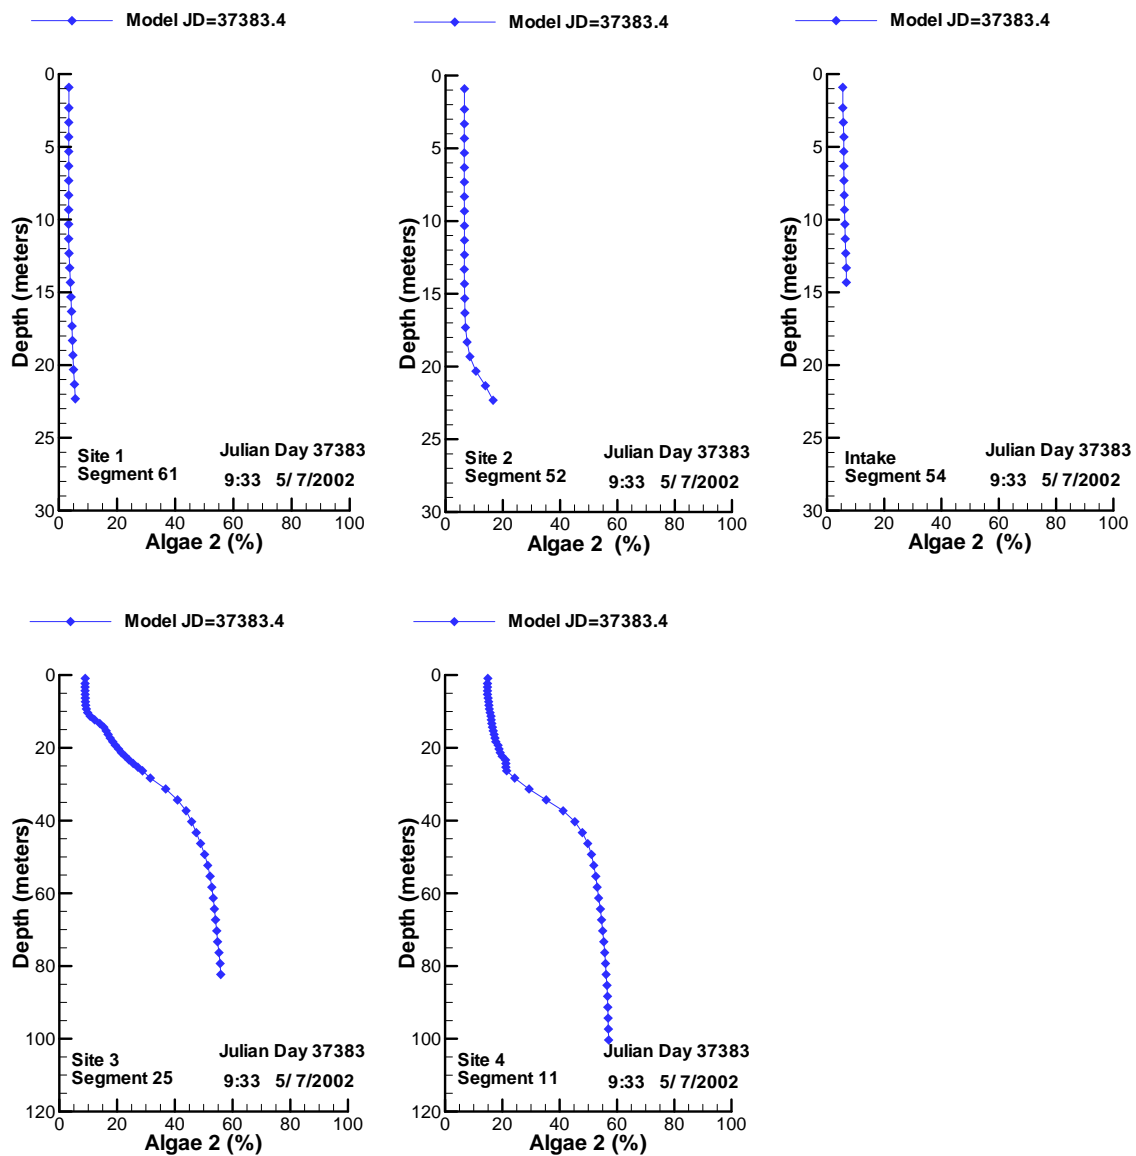 Model JD=37383.4
Model JD=37383.4
Model JD=37383.4
0
5
10
15
20
25
30
Depth (meters)
Site 1
Segment 61
Julian Day 37383
9:33 5/ 7/2002
0 20 40 60 80 100
Algae 2 (%)
0
5
10
15
20
25
30
Depth (meters)
Site 2
Segment 52
Julian Day 37383
9:33 5/ 7/2002
0 20 40 60 80 100
Algae 2 (%)
0
5
10
15
20
25
30
Depth (meters)
Intake
Segment 54
Julian Day 37383
9:33 5/ 7/2002
0 20 40 60 80 100
Algae 2 (%)
Model JD=37383.4
Model JD=37383.4
0
20
40
60
80
100
120
Depth (meters)
Site 3
Segment 25
Julian Day 37383
9:33 5/ 7/2002
0 20 40 60 80 100
Algae 2 (%)
0
20
40
60
80
100
120
Depth (meters)
Site 4
Segment 11
Julian Day 37383
9:33 5/ 7/2002
0 20 40 60 80 100
Algae 2 (%)